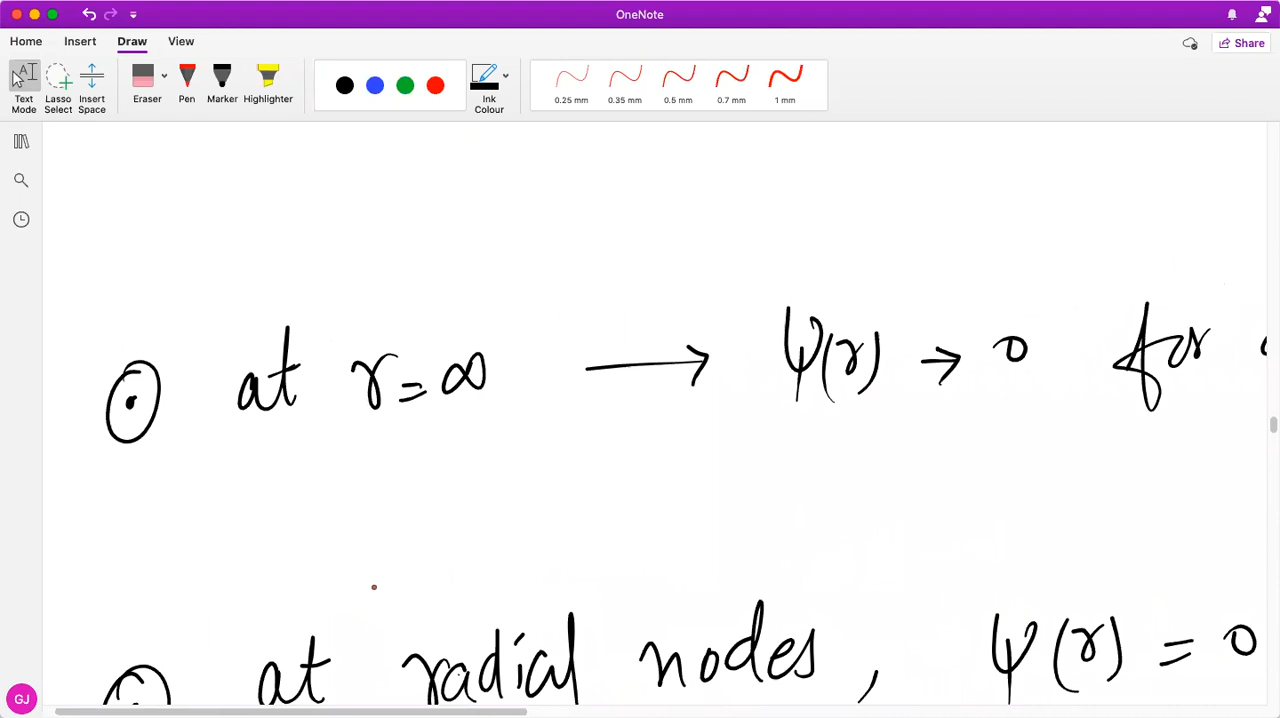 OneNote
Home Insert Draw View
Share
Text Mode
Lasso Select
Insert Space
Eraser
Pen
Marker
Highlighter
Ink Colour
0.25 mm
0.35 mm
0.5 mm
0.7 mm
1 mm
⊙ at r = ∞ ⟶ ψ(r) → 0 for
⊙ at radial nodes, ψ(r) = 0
GJ